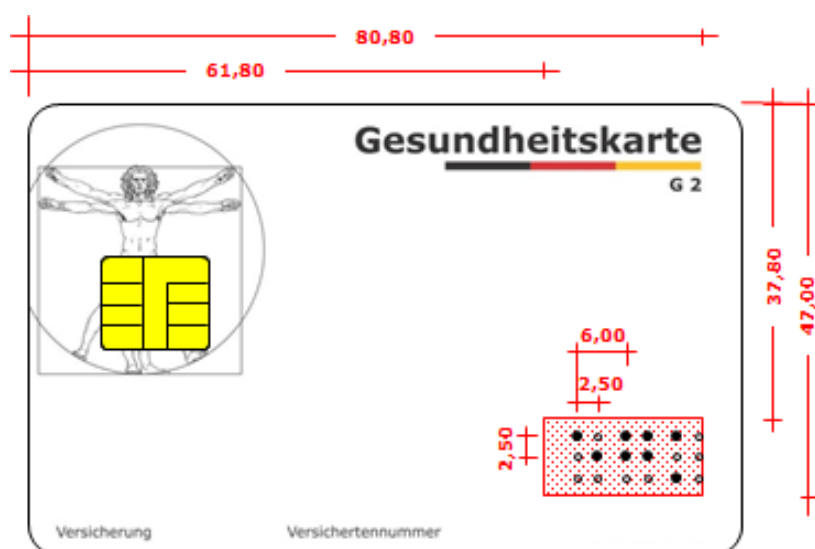 80,80
61,80
Gesundheitskarte
G 2
37,80
47,00
6,00
2,50
2,50
⠑⠛⠅
Versicherung
Versichertennummer